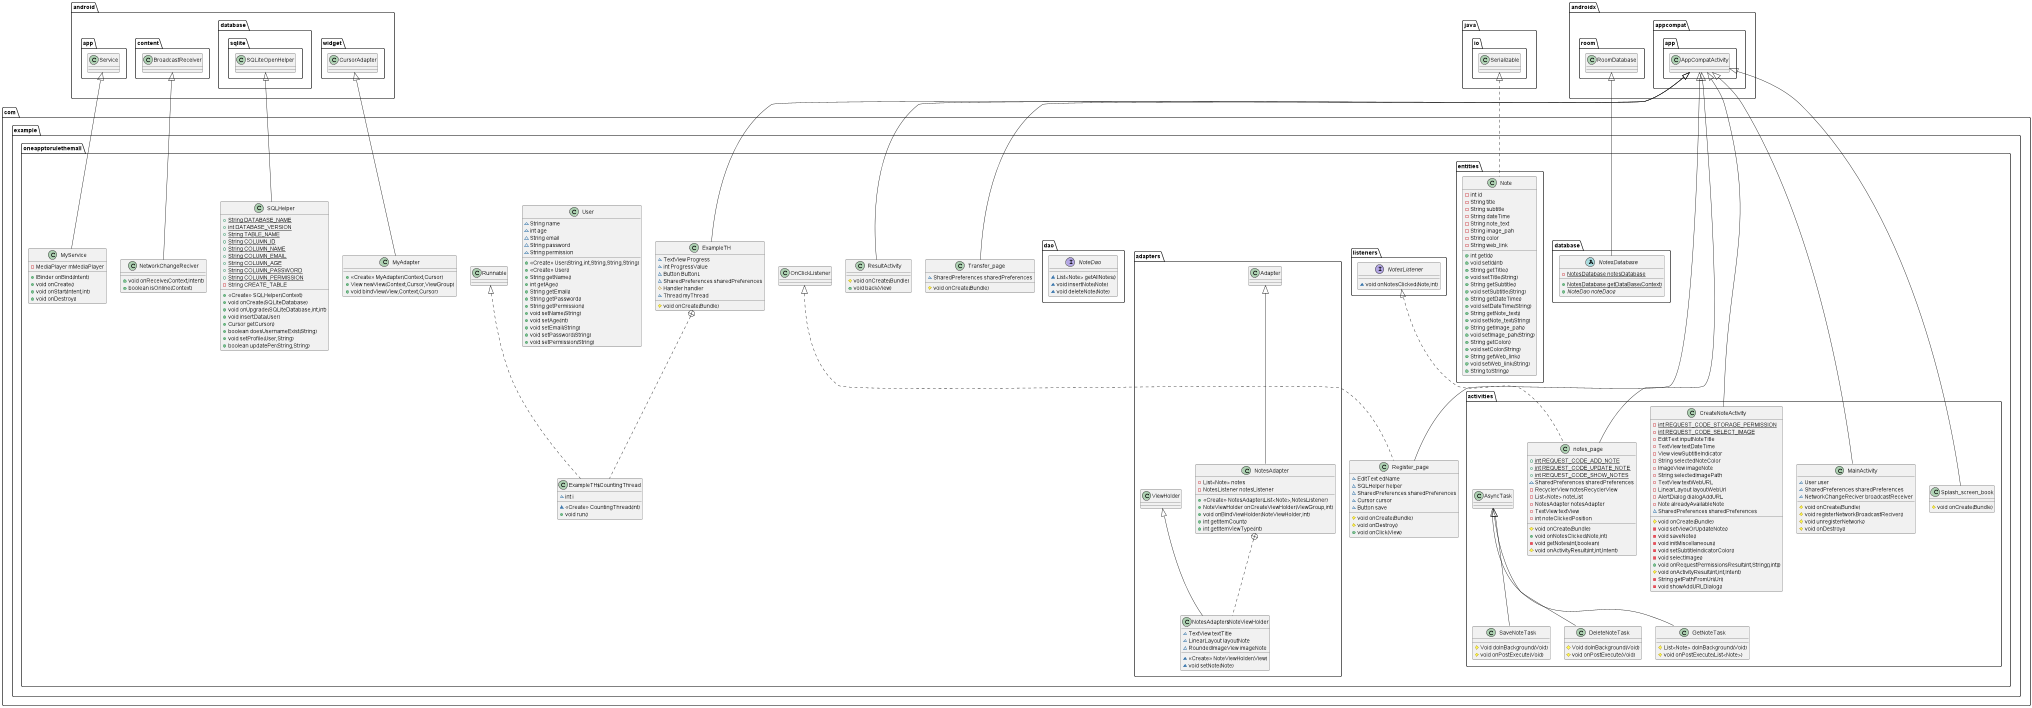 android
androidx
database
java
appcompat
app
content
sqlite
widget
io
room
app
Service
BroadcastReceiver
SQLiteOpenHelper
CursorAdapter
Serializable
RoomDatabase
AppCompatActivity
com
example
oneapptorulethemall
entities
Note
int id
String title
String subtitle
String dateTime
String note_text
String image_path
String color
String web_link
int getId()
void setId(int)
String getTitle()
void setTitle(String)
String getSubtitle()
void setSubtitle(String)
String getDateTime()
void setDateTime(String)
String getNote_text()
void setNote_text(String)
String getImage_path()
void setImage_path(String)
String getColor()
void setColor(String)
String getWeb_link()
void setWeb_link(String)
String toString()
SQLHelper
String DATABASE_NAME
int DATABASE_VERSION
String TABLE_NAME
String COLUMN_ID
String COLUMN_NAME
String COLUMN_EMAIL
String COLUMN_AGE
String COLUMN_PASSWORD
String COLUMN_PERMISSION
String CREATE_TABLE
<<Create>> SQLHelper(Context)
void onCreate(SQLiteDatabase)
void onUpgrade(SQLiteDatabase,int,int)
void insertData(User)
Cursor getCursor()
boolean doesUsernameExist(String)
void setProfile(User,String)
boolean updatePer(String,String)
User
String name
int age
String email
String password
String permission
<<Create>> User(String,int,String,String,String)
<<Create>> User()
String getName()
int getAge()
String getEmail()
String getPassword()
String getPermission()
void setName(String)
void setAge(int)
void setEmail(String)
void setPassword(String)
void setPermission(String)
MyService
MediaPlayer mMediaPlayer
IBinder onBind(Intent)
void onCreate()
void onStart(Intent,int)
void onDestroy()
NetworkChangeReciver
void onReceive(Context,Intent)
boolean isOnline(Context)
MyAdapter
<<Create>> MyAdapter(Context,Cursor)
View newView(Context,Cursor,ViewGroup)
void bindView(View,Context,Cursor)
Runnable
ExampleTH
TextView Progress
int ProgressValue
Button Button1
SharedPreferences sharedPreferences
Handler handler
Thread myThread
void onCreate(Bundle)
OnClickListener
ResultActivity
void onCreate(Bundle)
void back(View)
Transfer_page
SharedPreferences sharedPreferences
void onCreate(Bundle)
dao
NoteDao
List<Note> getAllNotes()
void insertNote(Note)
void deleteNote(Note)
adapters
Adapter
listeners
NotesListener
void onNotesClicked(Note,int)
database
NotesDatabase
NotesDatabase notesDatabase
NotesDatabase getDataBase(Context)
NoteDao noteDao()
activities
CreateNoteActivity
int REQUEST_CODE_STORAGE_PERMISSION
int REQUEST_CODE_SELECT_IMAGE
EditText inputNoteTitle
TextView textDateTime
View viewSubtitleIndicator
String selectedNoteColor
ImageView imageNote
String selectedImagePath
TextView textWebURL
LinearLayout layoutWebUrl
AlertDialog dialogAddURL
Note alreadyAvailableNote
SharedPreferences sharedPreferences
void onCreate(Bundle)
void setViewOrUpdateNote()
void saveNote()
void initMiscellaneous()
void setSubtitleIndicatorColor()
void selectImage()
void onRequestPermissionsResult(int,String[],int[])
void onActivityResult(int,int,Intent)
String getPathFromUri(Uri)
void showAddURLDialog()
notes_page
int REQUEST_CODE_ADD_NOTE
int REQUEST_CODE_UPDATE_NOTE
int REQUEST_CODE_SHOW_NOTES
SharedPreferences sharedPreferences
RecyclerView notesRecyclerView
List<Note> noteList
NotesAdapter notesAdapter
TextView textView
int noteClickedPosition
void onCreate(Bundle)
void onNotesClicked(Note,int)
void getNotes(int,boolean)
void onActivityResult(int,int,Intent)
MainActivity
User user
SharedPreferences sharedPreferences
NetworkChangeReciver broadcastReceiver
void onCreate(Bundle)
void registerNetworkBroadcastReciver()
void unregisterNetwork()
void onDestroy()
Splash_screen_book
void onCreate(Bundle)
ExampleTH$CountingThread
int i
<<Create>> CountingThread(int)
void run()
ViewHolder
NotesAdapter
List<Note> notes
NotesListener notesListener
<<Create>> NotesAdapter(List<Note>,NotesListener)
NoteViewHolder onCreateViewHolder(ViewGroup,int)
void onBindViewHolder(NoteViewHolder,int)
int getItemCount()
int getItemViewType(int)
Register_page
EditText edName
SQLHelper helper
SharedPreferences sharedPreferences
Cursor cursor
Button save
void onCreate(Bundle)
void onDestroy()
void onClick(View)
AsyncTask
NotesAdapter$NoteViewHolder
TextView textTitle
LinearLayout layoutNote
RoundedImageView imageNote
<<Create>> NoteViewHolder(View)
void setNote(Note)
SaveNoteTask
Void doInBackground(Void)
void onPostExecute(Void)
DeleteNoteTask
Void doInBackground(Void)
void onPostExecute(Void)
GetNoteTask
List<Note> doInBackground(Void)
void onPostExecute(List<Note>)